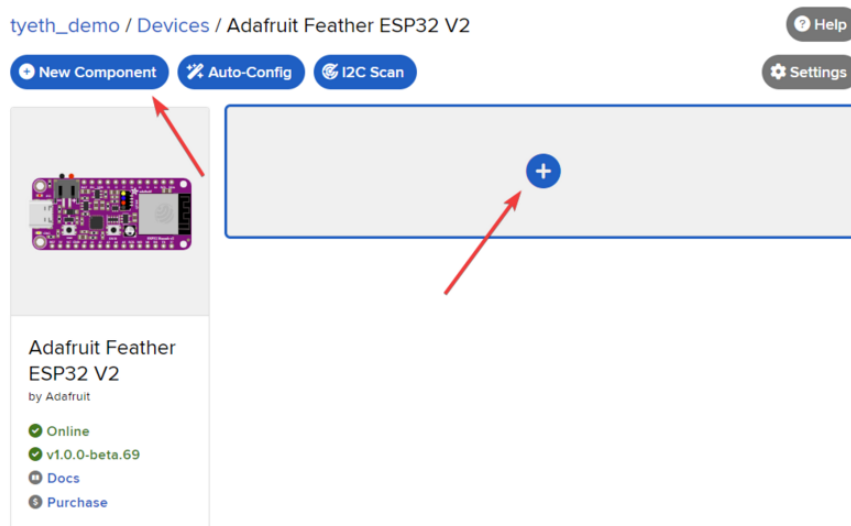 tyeth_demo / Devices / Adafruit Feather ESP32 V2
Help
New Component
Auto-Config
I2C Scan
Settings
Adafruit Feather
ESP32 V2
by Adafruit
Online
v1.0.0-beta.69
Docs
Purchase